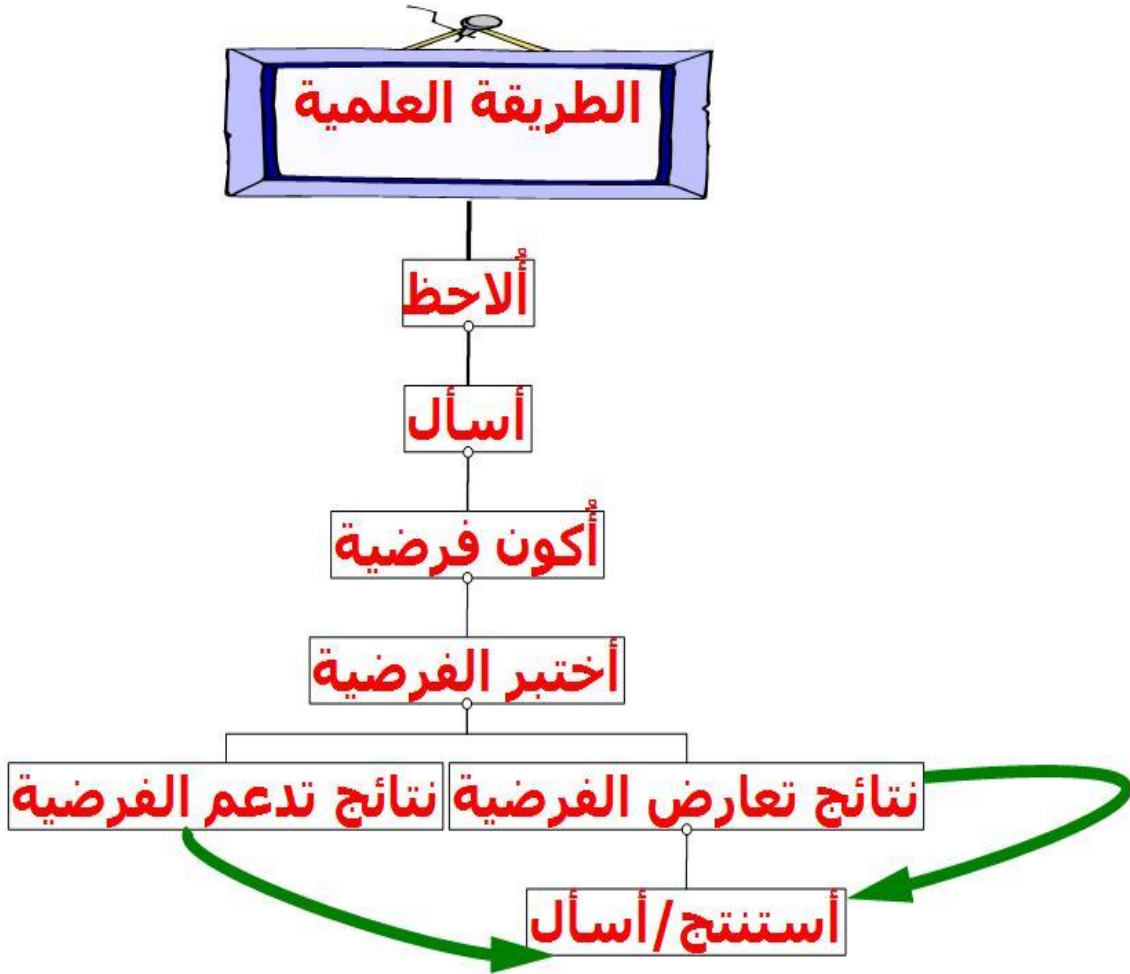 الطريقة العلمية
ألاحظ
أسأل
أكون فرضية
أختبر الفرضية
نتائج تعارض الفرضية
نتائج تدعم الفرضية
أستنتج/أسأل